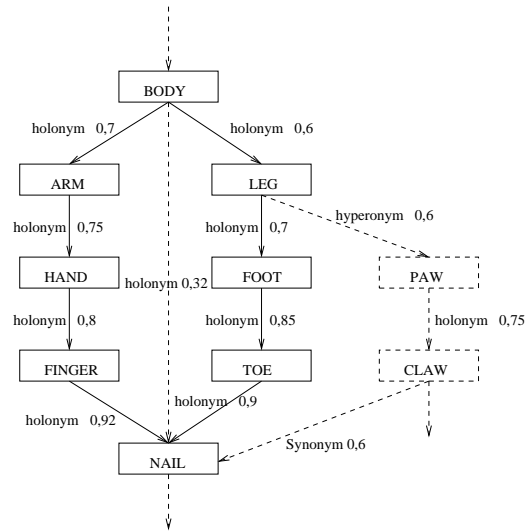 BODY
holonym 0,7
holonym 0,6
ARM
LEG
holonym 0,75
holonym 0,7
hyperonym 0,6
HAND
holonym 0,32
FOOT
PAW
holonym 0,8
holonym 0,85
holonym 0,75
FINGER
TOE
CLAW
holonym 0,92
holonym 0,9
Synonym 0,6
NAIL